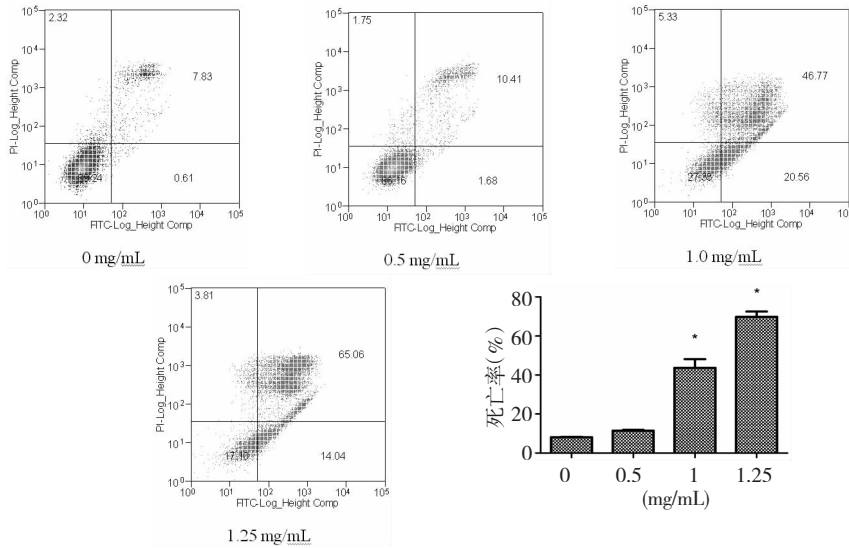 2.32
10⁵
10⁴
10³
10²
10¹
10⁰
7.83
0.61
PI-Log_Height Comp
10⁰ 10¹ 10² 10³ 10⁴ 10⁵
FITC-Log_Height Comp
0 mg/mL
1.75
10⁵
10⁴
10³
10²
10¹
10⁰
10.41
1.68
PI-Log_Height Comp
10⁰ 10¹ 10² 10³ 10⁴ 10⁵
FITC-Log_Height Comp
0.5 mg/mL
5.33
10⁵
10⁴
10³
10²
10¹
10⁰
46.77
20.56
PI-Log_Height Comp
10⁰ 10¹ 10² 10³ 10⁴ 10⁵
FITC-Log_Height Comp
1.0 mg/mL
3.81
10⁵
10⁴
10³
10²
10¹
10⁰
65.06
14.04
PI-Log_Height Comp
10⁰ 10¹ 10² 10³ 10⁴ 10⁵
FITC-Log_Height Comp
1.25 mg/mL
80
60
40
20
0
死亡率(%)
*
*
0 0.5 1 1.25
(mg/mL)